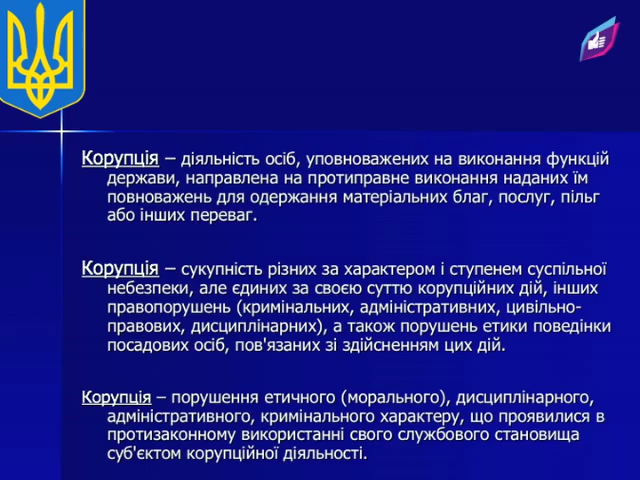 Корупція – діяльність осіб, уповноважених на виконання функцій
держави, направлена на протиправне виконання наданих їм
повноважень для одержання матеріальних благ, послуг, пільг
або інших переваг.
Корупція – сукупність різних за характером і ступенем суспільної
небезпеки, але єдиних за своєю суттю корупційних дій, інших
правопорушень (кримінальних, адміністративних, цивільно-
правових, дисциплінарних), а також порушень етики поведінки
посадових осіб, пов'язаних зі здійсненням цих дій.
Корупція – порушення етичного (морального), дисциплінарного,
адміністративного, кримінального характеру, що проявилися в
протизаконному використанні свого службового становища
суб'єктом корупційної діяльності.